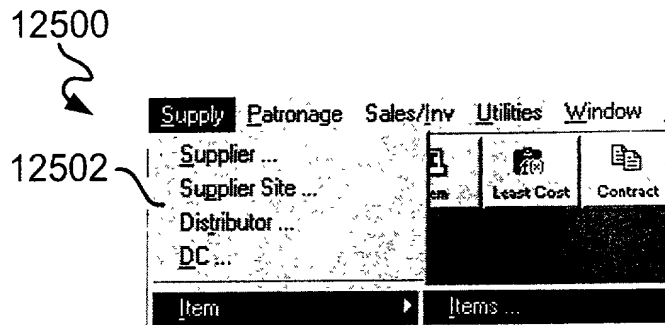 12500
Supply Patronage Sales/Inv Utilities Window
12502
Supplier ...
Supplier Site ...
Least Cost Contract
Distributor ...
DC ...
Item Items ...